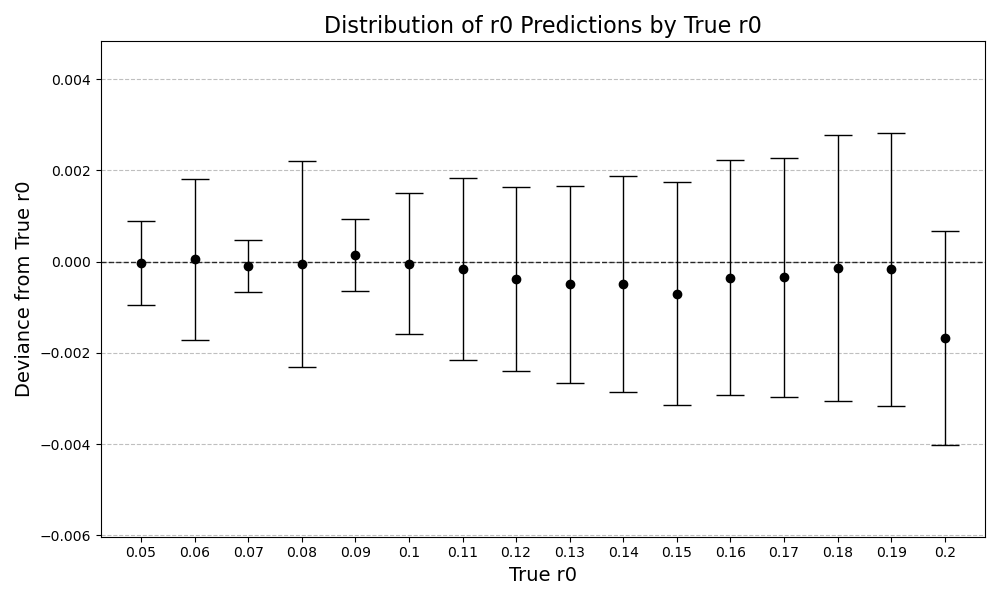 Distribution of r0 Predictions by True r0
Deviance from True r0
0.004
0.002
0.000
−0.002
−0.004
−0.006
0.05 0.06 0.07 0.08 0.09 0.1 0.11 0.12 0.13 0.14 0.15 0.16 0.17 0.18 0.19 0.2
True r0